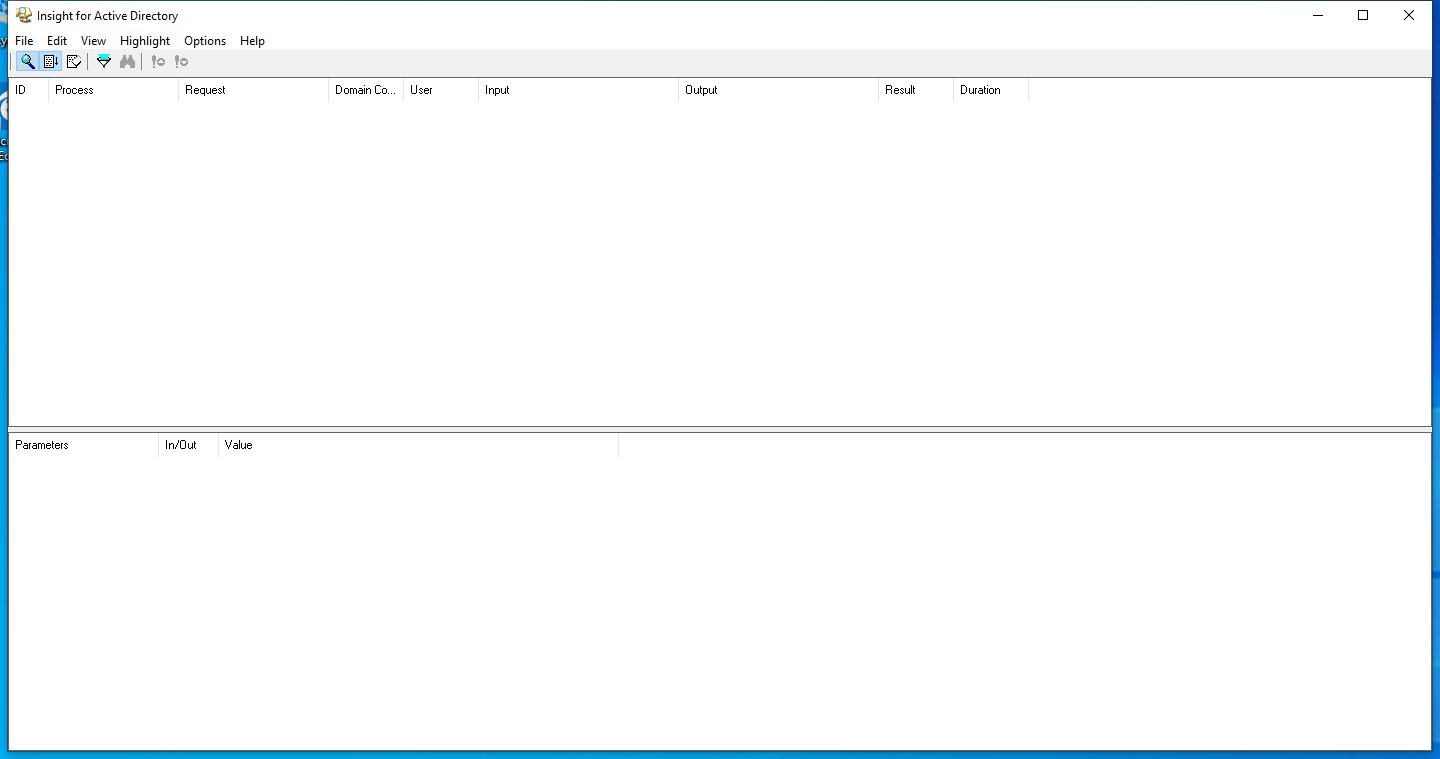 Insight for Active Directory
File Edit View Highlight Options Help
ID Process Request Domain Co... User Input Output Result Duration
Parameters In/Out Value